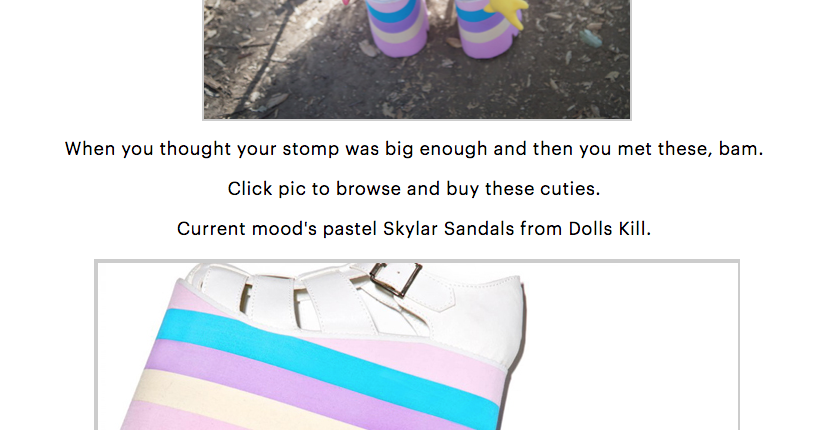 When you thought your stomp was big enough and then you met these, bam.
Click pic to browse and buy these cuties.
Current mood's pastel Skylar Sandals from Dolls Kill.